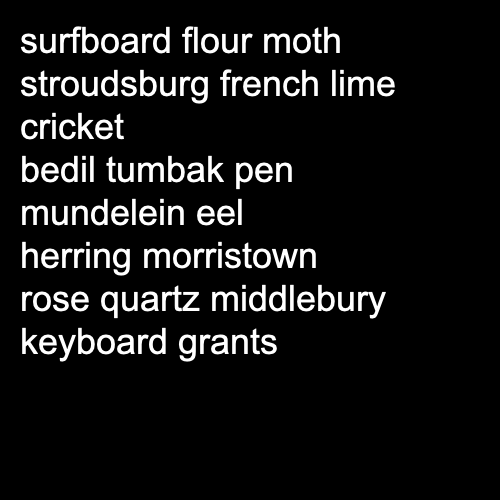 surfboard flour moth
stroudsburg french lime
cricket
bedil tumbak pen
mundelein eel
herring morristown
rose quartz middlebury
keyboard grants